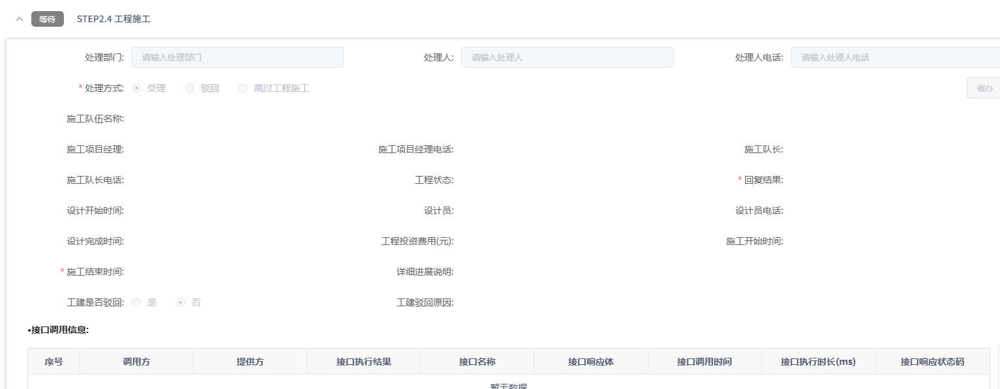 等待 STEP2.4 工程施工
处理部门: 请输入处理部门 处理人: 请输入处理人 处理人电话: 请输入处理人电话
* 处理方式: 受理 驳回 跳过工程施工 催办
施工队伍名称:
施工项目经理: 施工项目经理电话: 施工队长:
施工队长电话: 工程状态: * 回复结果:
设计开始时间: 设计员: 设计员电话:
设计完成时间: 工程投资费用(元): 施工开始时间:
* 施工结束时间: 详细进展说明:
工建是否驳回: 是 否 工建驳回原因:
•接口调用信息:
序号 调用方 提供方 接口执行结果 接口名称 接口响应体 接口调用时间 接口执行时长(ms) 接口响应状态码
暂无数据